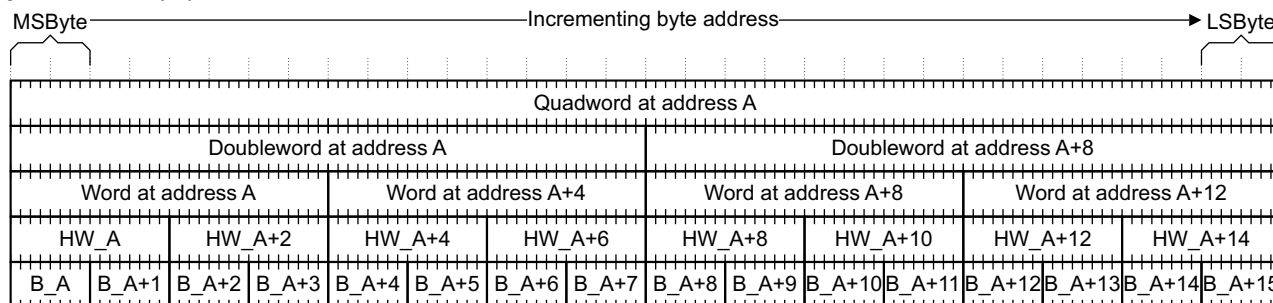 MSByte Incrementing byte address LSByte
Quadword at address A
Doubleword at address A Doubleword at address A+8
Word at address A Word at address A+4 Word at address A+8 Word at address A+12
HW_A HW_A+2 HW_A+4 HW_A+6 HW_A+8 HW_A+10 HW_A+12 HW_A+14
B_A B_A+1 B_A+2 B_A+3 B_A+4 B_A+5 B_A+6 B_A+7 B_A+8 B_A+9 B_A+10 B_A+11 B_A+12 B_A+13 B_A+14 B_A+15